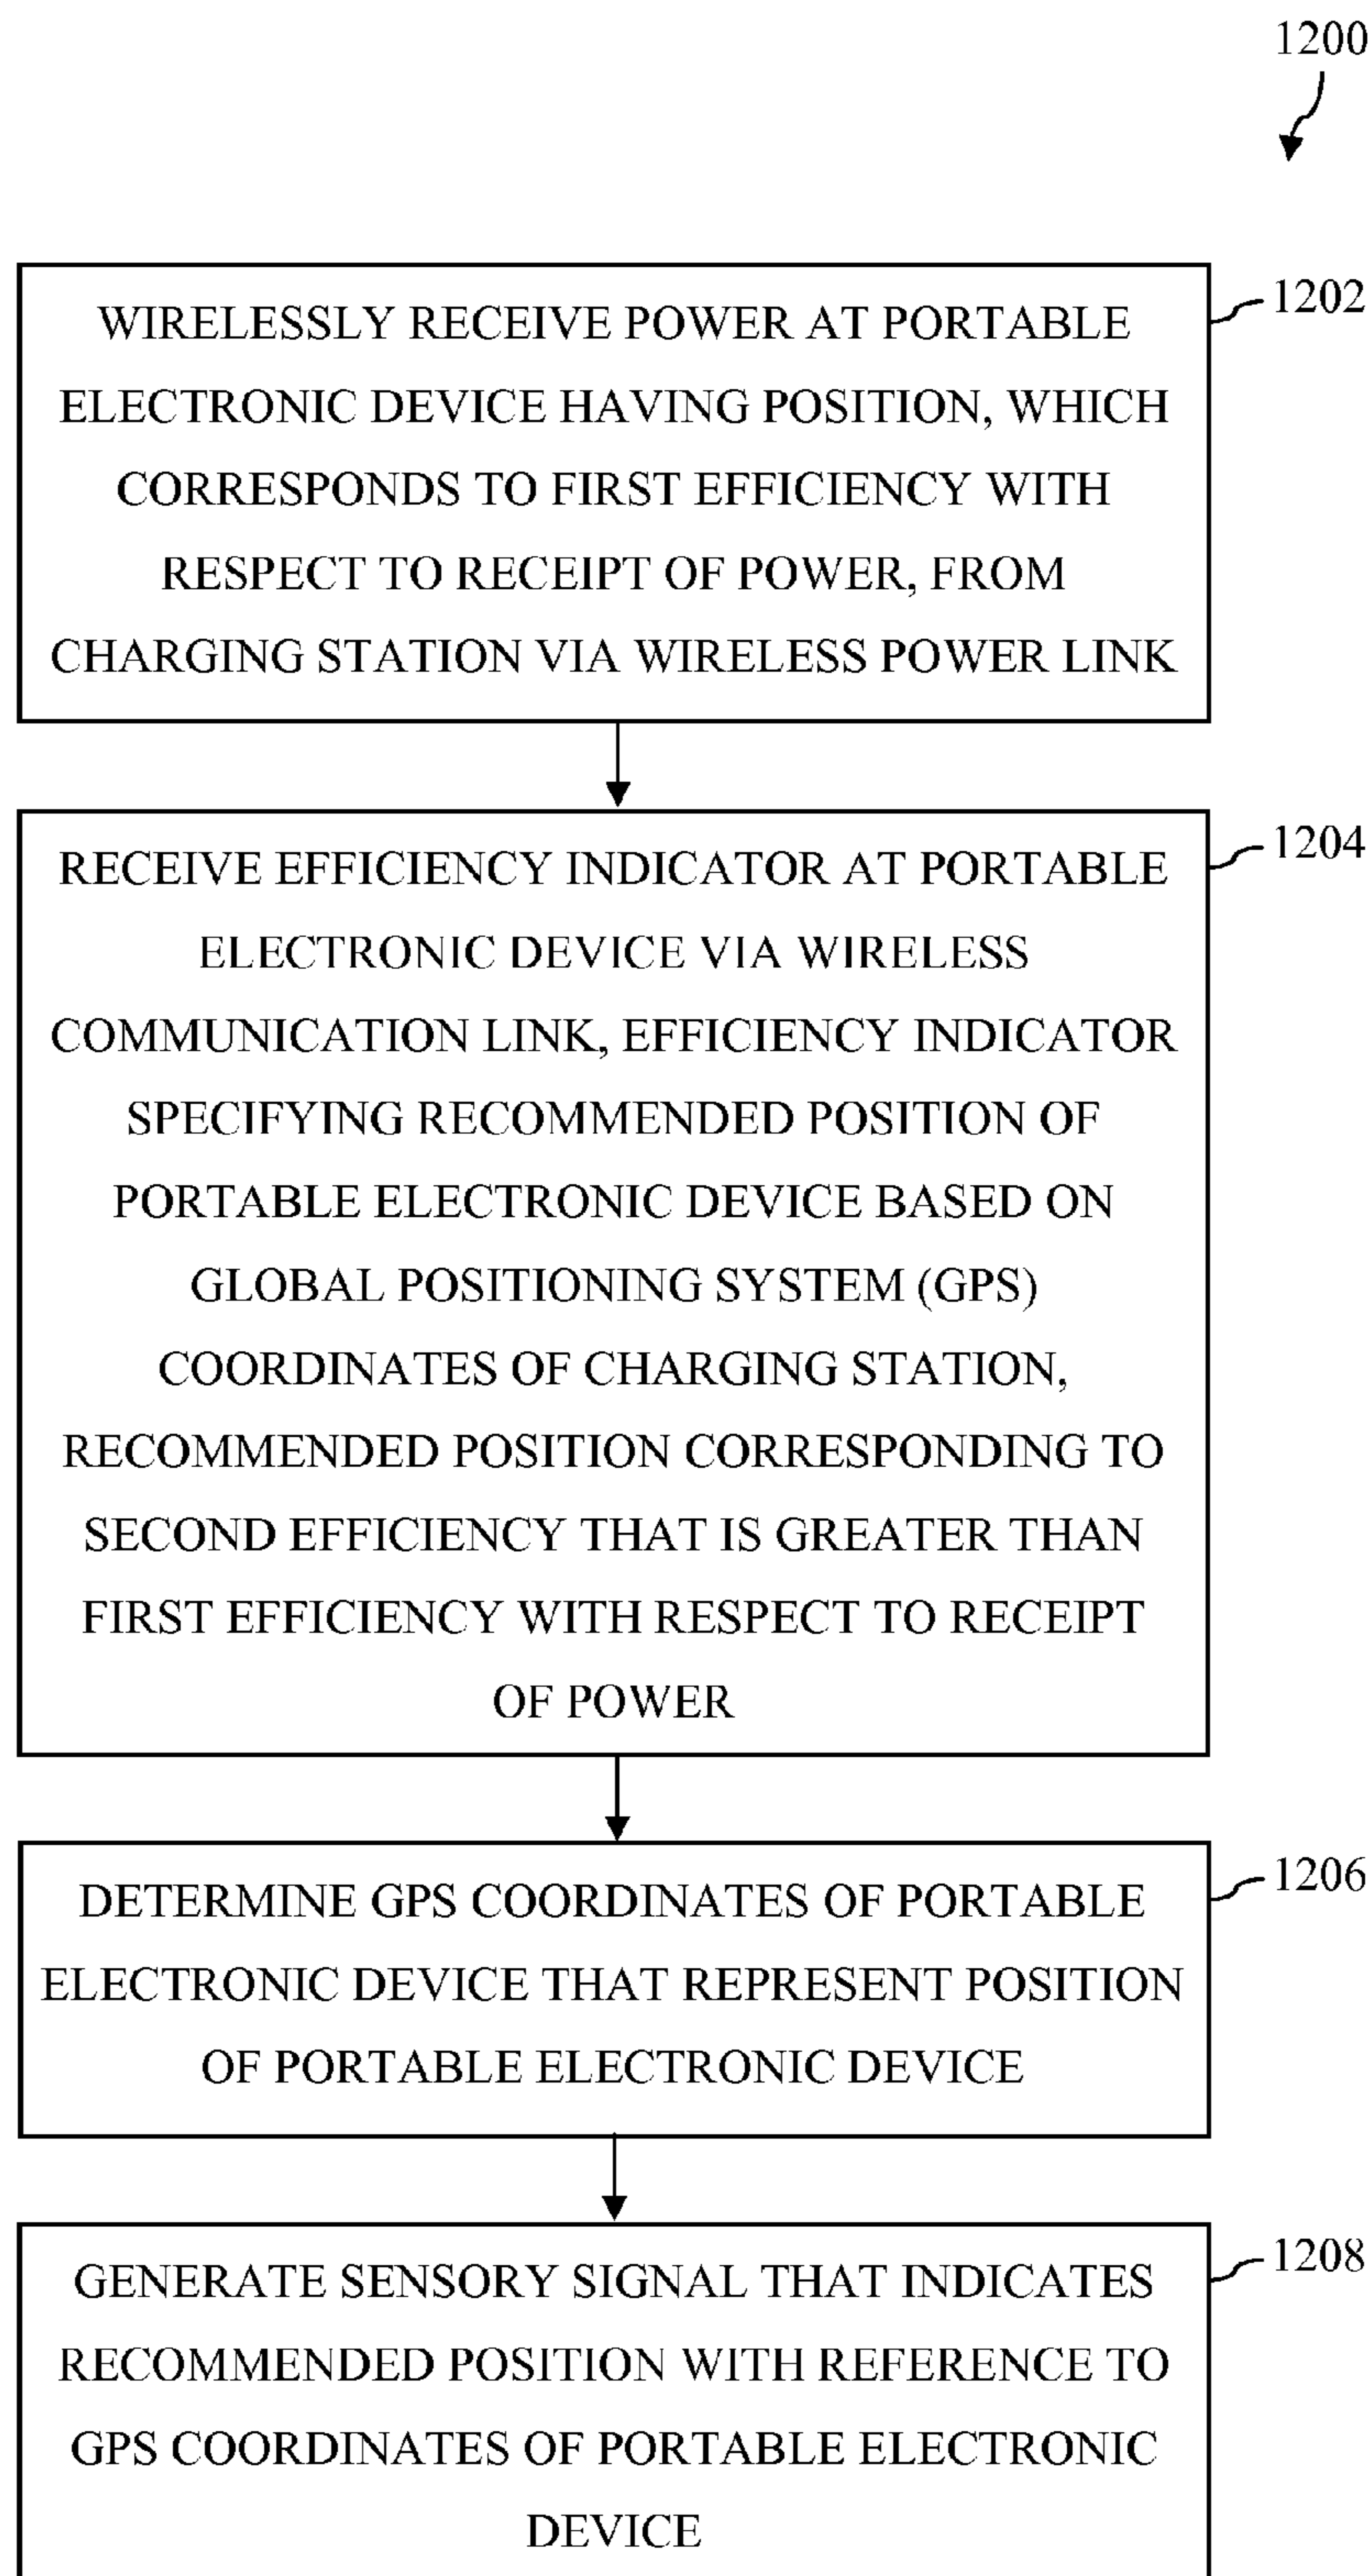 1200
WIRELESSLY RECEIVE POWER AT PORTABLE
1202
ELECTRONIC DEVICE HAVING POSITION, WHICH
CORRESPONDS TO FIRST EFFICIENCY WITH
RESPECT TO RECEIPT OF POWER, FROM
CHARGING STATION VIA WIRELESS POWER LINK
RECEIVE EFFICIENCY INDICATOR AT PORTABLE
1204
ELECTRONIC DEVICE VIA WIRELESS
COMMUNICATION LINK, EFFICIENCY INDICATOR
SPECIFYING RECOMMENDED POSITION OF
PORTABLE ELECTRONIC DEVICE BASED ON
GLOBAL POSITIONING SYSTEM (GPS)
COORDINATES OF CHARGING STATION,
RECOMMENDED POSITION CORRESPONDING TO
SECOND EFFICIENCY THAT IS GREATER THAN
FIRST EFFICIENCY WITH RESPECT TO RECEIPT
OF POWER
DETERMINE GPS COORDINATES OF PORTABLE
1206
ELECTRONIC DEVICE THAT REPRESENT POSITION
OF PORTABLE ELECTRONIC DEVICE
GENERATE SENSORY SIGNAL THAT INDICATES
1208
RECOMMENDED POSITION WITH REFERENCE TO
GPS COORDINATES OF PORTABLE ELECTRONIC
DEVICE